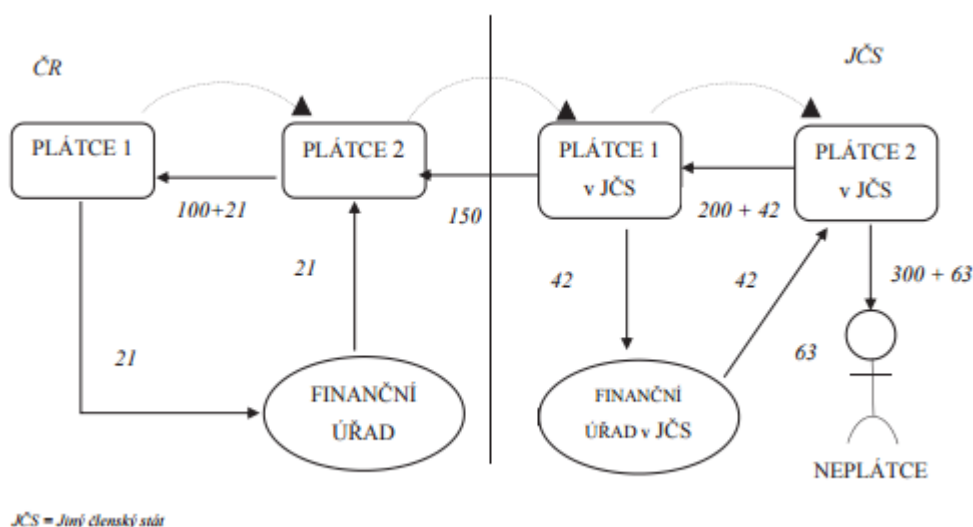 ČR
JČS
PLÁTCE 1
PLÁTCE 2
PLÁTCE 1
v JČS
PLÁTCE 2
v JČS
100+21
150
200 + 42
21
42
42
300 + 63
21
63
FINANČNÍ
ÚŘAD
FINANČNÍ
ÚŘAD v JČS
NEPLÁTCE
JČS = Jiný členský stát